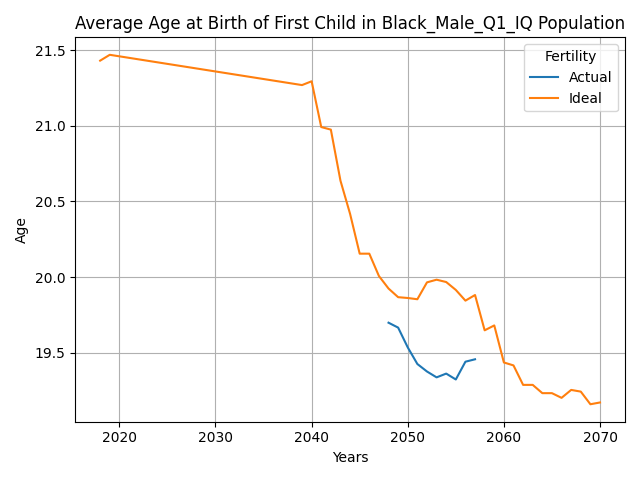 Average Age at Birth of First Child in Black_Male_Q1_IQ Population
Fertility
Actual
Ideal
21.5
21.0
20.5
20.0
19.5
Age
2020
2030
2040
2050
2060
2070
Years